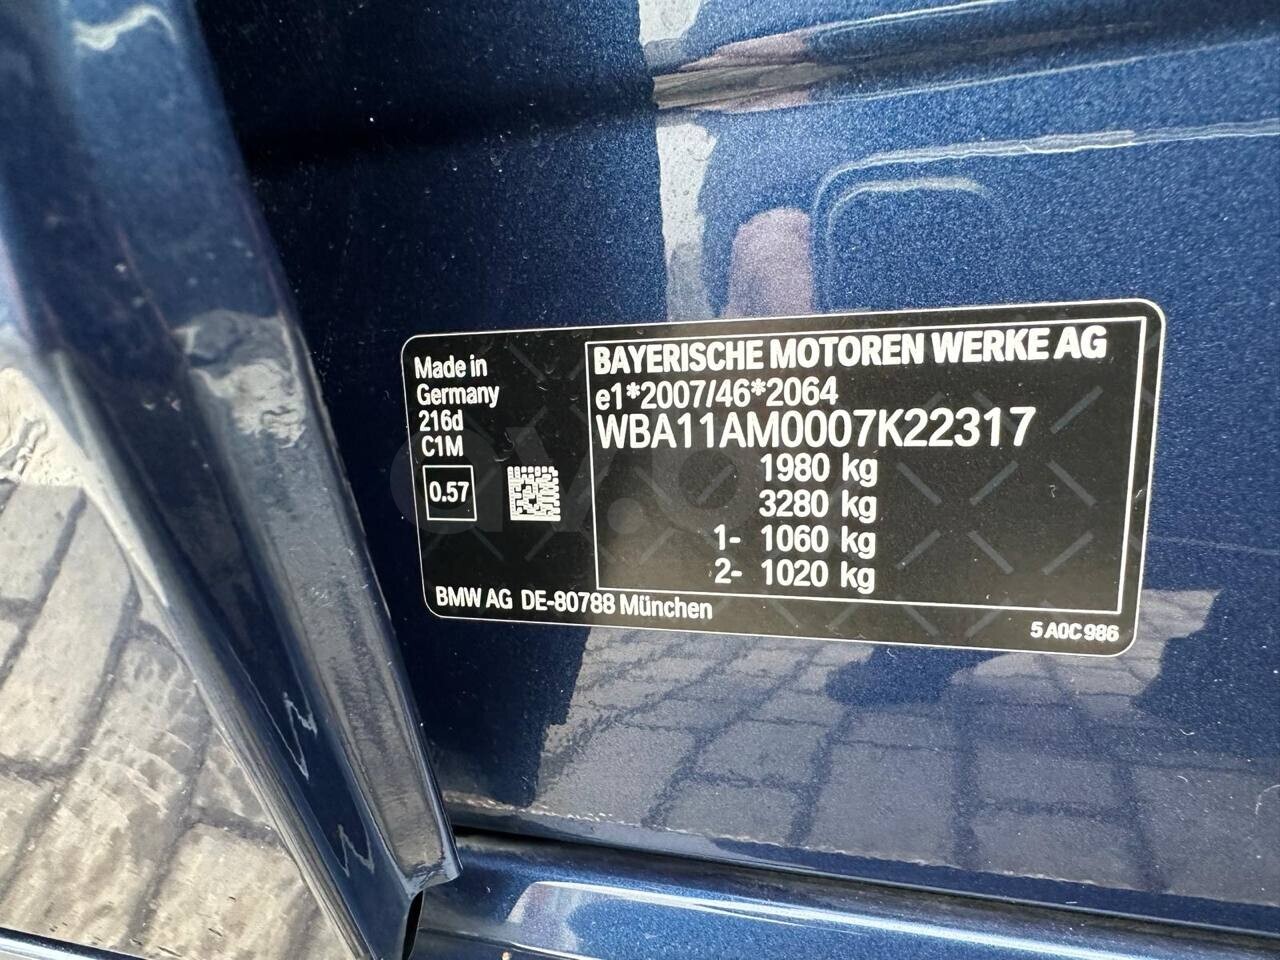 Made in
Germany
216d
C1M
0.57
BAYERISCHE MOTOREN WERKE AG
e1*2007/46*2064
WBA11AM0007K22317
1980 kg
3280 kg
1- 1060 kg
2- 1020 kg
BMW AG DE-80788 München
5 A0C 986